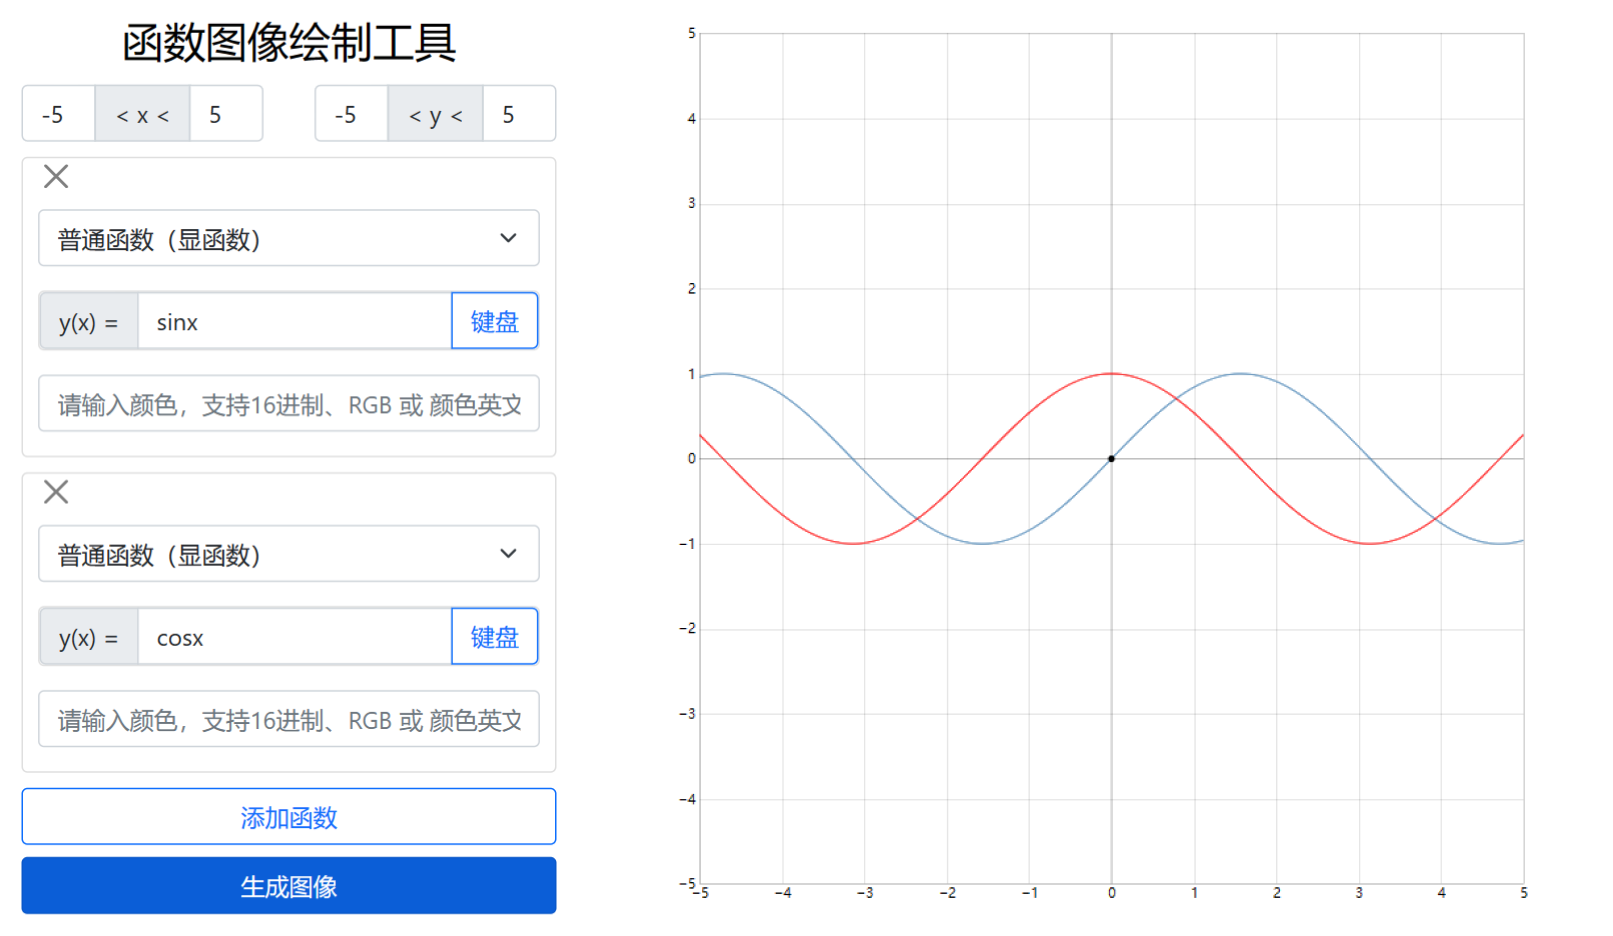 函数图像绘制工具
-5 < x < 5 -5 < y < 5
普通函数（显函数）
y(x) = sinx 键盘
请输入颜色，支持16进制、RGB 或 颜色英文
普通函数（显函数）
y(x) = cosx 键盘
请输入颜色，支持16进制、RGB 或 颜色英文
添加函数
生成图像
5
4
3
2
1
0
−1
−2
−3
−4
−5
−5 −4 −3 −2 −1 0 1 2 3 4 5